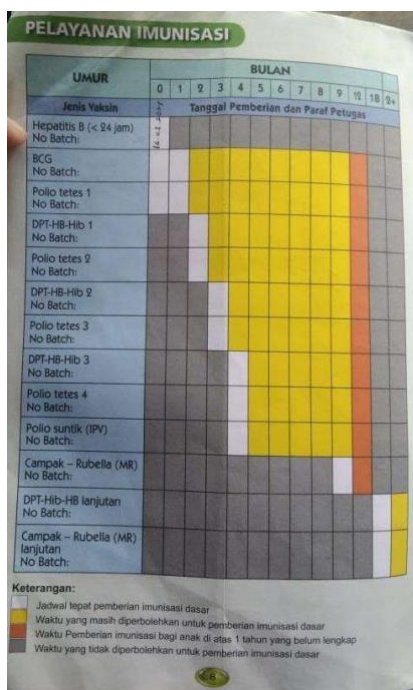 PELAYANAN IMUNISASI
UMUR
BULAN
0 1 2 3 4 5 6 7 8 9 12 18 24
Jenis Vaksin
Tanggal Pemberian dan Paraf Petugas
Hepatitis B (< 24 jam)
No Batch:
BCG
No Batch:
Polio tetes 1
No Batch:
DPT-HB-Hib 1
No Batch:
Polio tetes 2
No Batch:
DPT-HB-Hib 2
No Batch:
Polio tetes 3
No Batch:
DPT-HB-Hib 3
No Batch:
Polio tetes 4
No Batch:
Polio suntik (IPV)
No Batch:
Campak – Rubella (MR)
No Batch:
DPT-Hib-HB lanjutan
No Batch:
Campak – Rubella (MR)
lanjutan
No Batch:
Keterangan:
Jadwal tepat pemberian imunisasi dasar
Waktu yang masih diperbolehkan untuk pemberian imunisasi dasar
Waktu Pemberian imunisasi bagi anak di atas 1 tahun yang belum lengkap
Waktu yang tidak diperbolehkan untuk pemberian imunisasi dasar
8